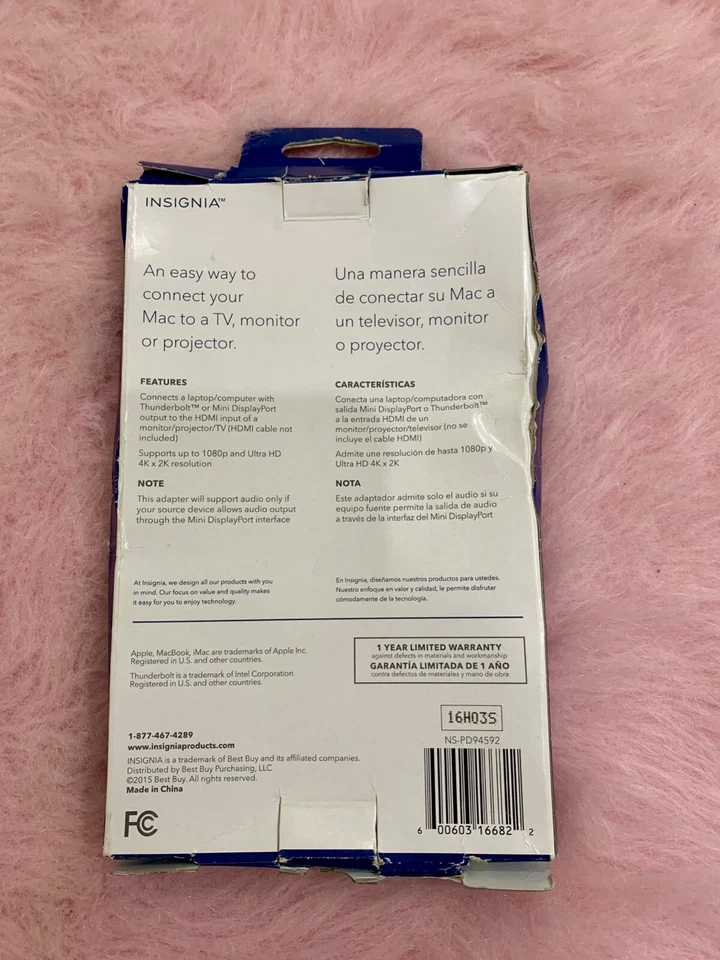 INSIGNIA™
An easy way to
connect your
Mac to a TV, monitor
or projector.
FEATURES
Connects a laptop/computer with
Thunderbolt™ or Mini DisplayPort
output to the HDMI input of a
monitor/projector/TV (HDMI cable not
included)
Supports up to 1080p and Ultra HD
4K x 2K resolution
NOTE
This adapter will support audio only if
your source device allows audio output
through the Mini DisplayPort interface
At Insignia, we design all our products with you
in mind. Our focus on value and quality makes
it easy for you to enjoy technology.
Una manera sencilla
de conectar su Mac a
un televisor, monitor
o proyector.
CARACTERÍSTICAS
Conecta una laptop/computadora con
salida Mini DisplayPort o Thunderbolt™
a la entrada HDMI de un
monitor/proyector/televisor (no se
incluye el cable HDMI)
Admite una resolución de hasta 1080p y
Ultra HD 4K x 2K
NOTA
Este adaptador admite solo el audio si su
equipo fuente permite la salida de audio
a través de la interfaz del Mini DisplayPort
En Insignia, diseñamos nuestros productos para ustedes.
Nuestro enfoque en valor y calidad, le permite disfrutar
cómodamente de la tecnología.
Apple, MacBook, iMac are trademarks of Apple Inc.
Registered in U.S. and other countries.
Thunderbolt is a trademark of Intel Corporation.
Registered in U.S. and other countries.
1 YEAR LIMITED WARRANTY
against defects in materials and workmanship
GARANTÍA LIMITADA DE 1 AÑO
contra defectos de materiales y mano de obra
1-877-467-4289
www.insigniaproducts.com
INSIGNIA is a trademark of Best Buy and its affiliated companies.
Distributed by Best Buy Purchasing, LLC
©2015 Best Buy. All rights reserved.
Made in China
FC
16H03S
NS-PD94592
6 00603 16682 2